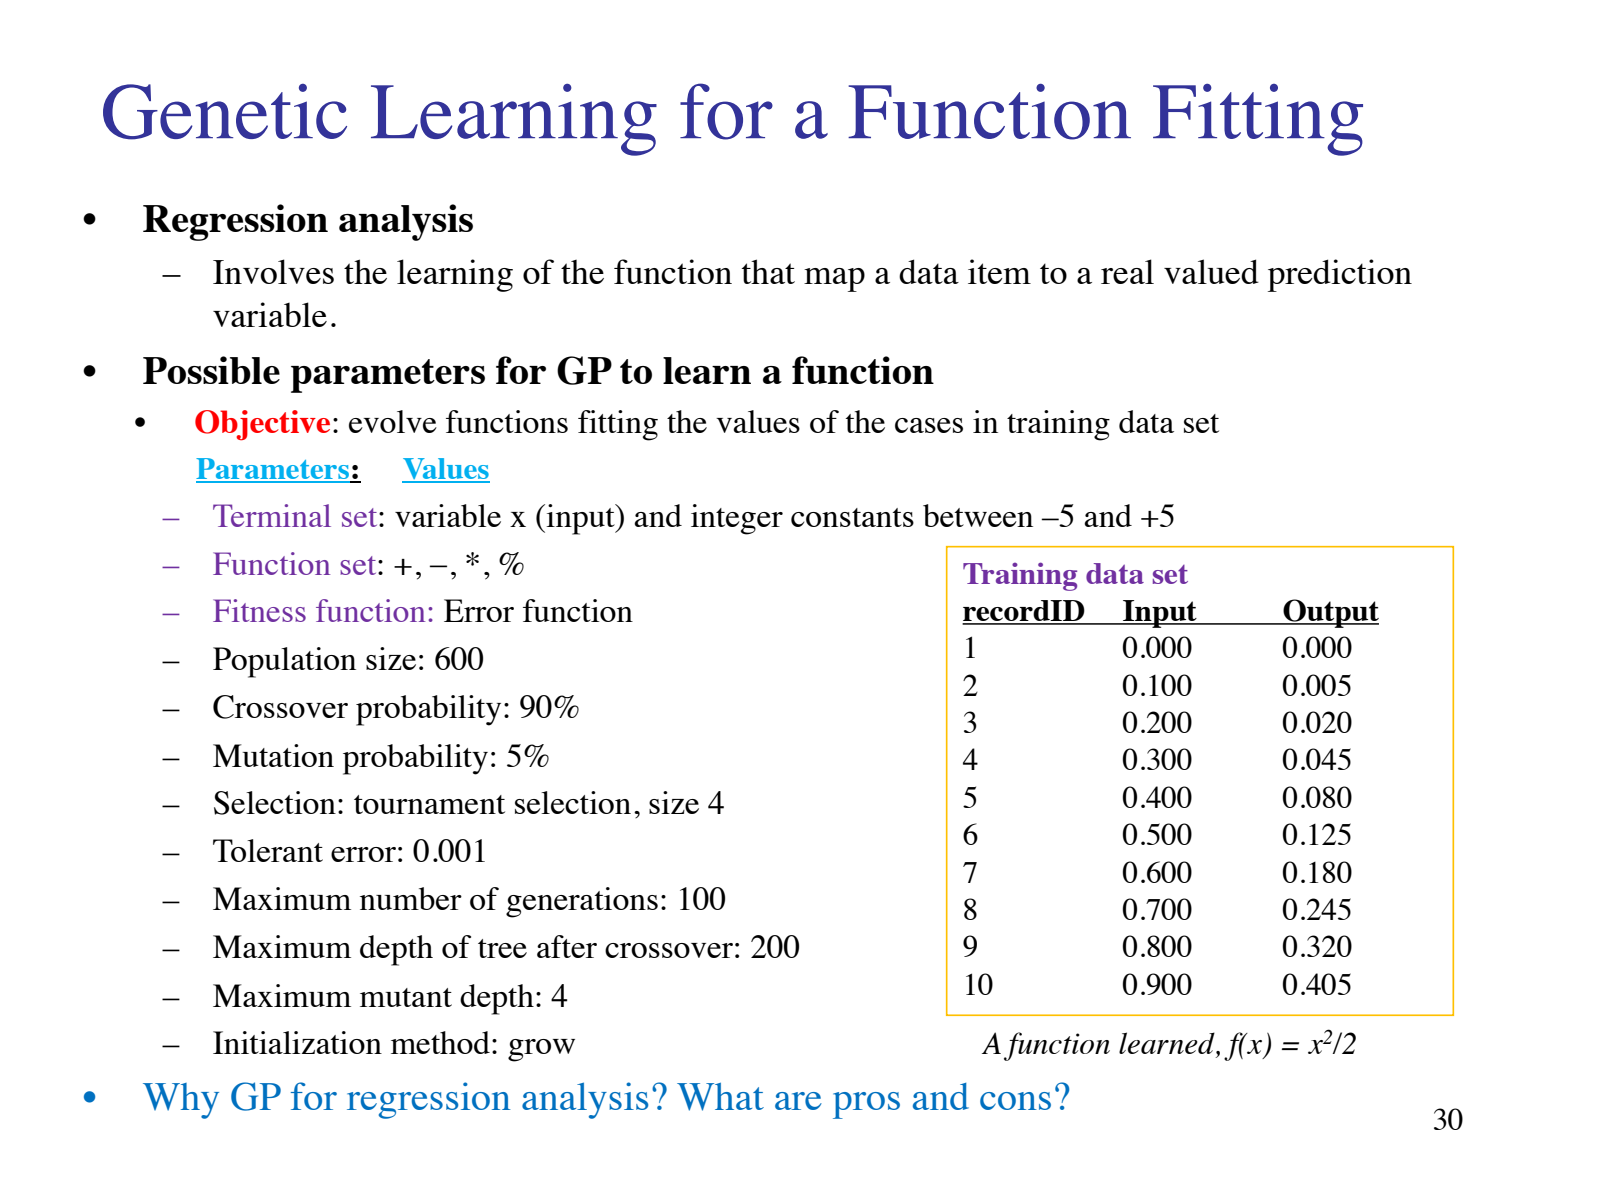 Genetic Learning for a Function Fitting
• Regression analysis
– Involves the learning of the function that map a data item to a real valued prediction
variable.
• Possible parameters for GP to learn a function
• Objective: evolve functions fitting the values of the cases in training data set
Parameters: Values
– Terminal set: variable x (input) and integer constants between –5 and +5
– Function set: +, –, *, %
– Fitness function: Error function
– Population size: 600
– Crossover probability: 90%
– Mutation probability: 5%
– Selection: tournament selection, size 4
– Tolerant error: 0.001
– Maximum number of generations: 100
– Maximum depth of tree after crossover: 200
– Maximum mutant depth: 4
– Initialization method: grow
Training data set
recordID Input Output
1 0.000 0.000
2 0.100 0.005
3 0.200 0.020
4 0.300 0.045
5 0.400 0.080
6 0.500 0.125
7 0.600 0.180
8 0.700 0.245
9 0.800 0.320
10 0.900 0.405
A function learned, f(x) = x²/2
• Why GP for regression analysis? What are pros and cons?
30